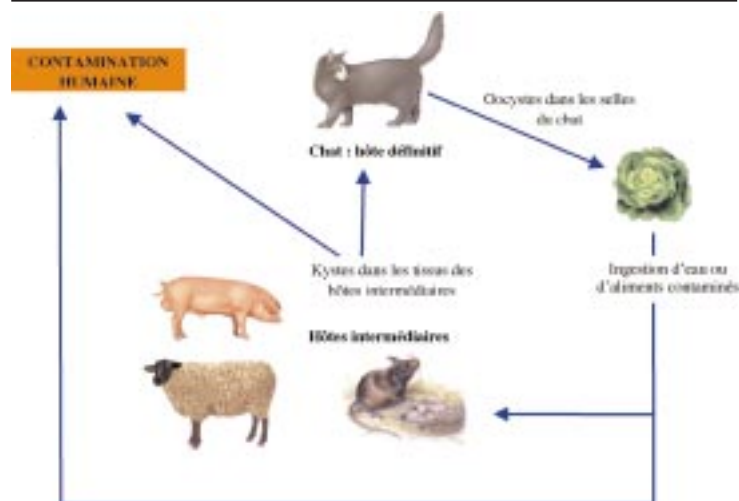 CONTAMINATION
HUMAINE
Oocystes dans les selles
du chat
Chat : hôte définitif
Kystes dans les tissus des
hôtes intermédiaires
Ingestion d'eau ou
d'aliments contaminés
Hôtes intermédiaires